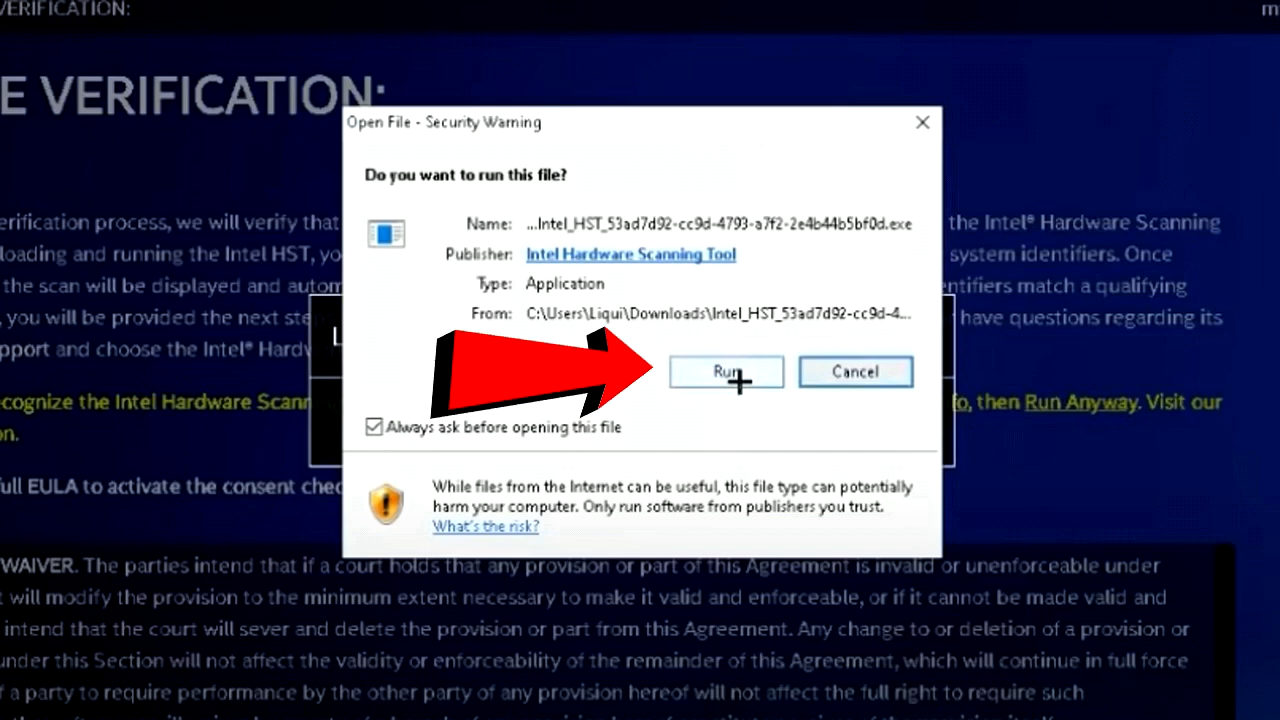 VERIFICATION:
m
E VERIFICATION:
Open File - Security Warning
Do you want to run this file?
erification process, we will verify that
Name: ...Intel_HST_53ad7d92-cc9d-4793-a7f2-2e4b44b5bf0d.exe
the Intel® Hardware Scanning
loading and running the Intel HST, yo
Publisher: Intel Hardware Scanning Tool
system identifiers. Once
the scan will be displayed and autom
Type: Application
ntifiers match a qualifying
, you will be provided the next ste
From: C:\Users\Liqui\Downloads\Intel_HST_53ad7d92-cc9d-4...
have questions regarding its
pport and choose the Intel® Hardw
L
Run
Cancel
ecognize the Intel Hardware Scann
fo, then Run Anyway. Visit our
Always ask before opening this file
on.
full EULA to activate the consent chec
While files from the Internet can be useful, this file type can potentially
harm your computer. Only run software from publishers you trust.
What's the risk?
WAIVER. The parties intend that if a court holds that any provision or part of this Agreement is invalid or unenforceable under
t will modify the provision to the minimum extent necessary to make it valid and enforceable, or if it cannot be made valid and
intend that the court will sever and delete the provision or part from this Agreement. Any change to or deletion of a provision or
under this Section will not affect the validity or enforceability of the remainder of this Agreement, which will continue in full force
f a party to require performance by the other party of any provision hereof will not affect the full right to require such